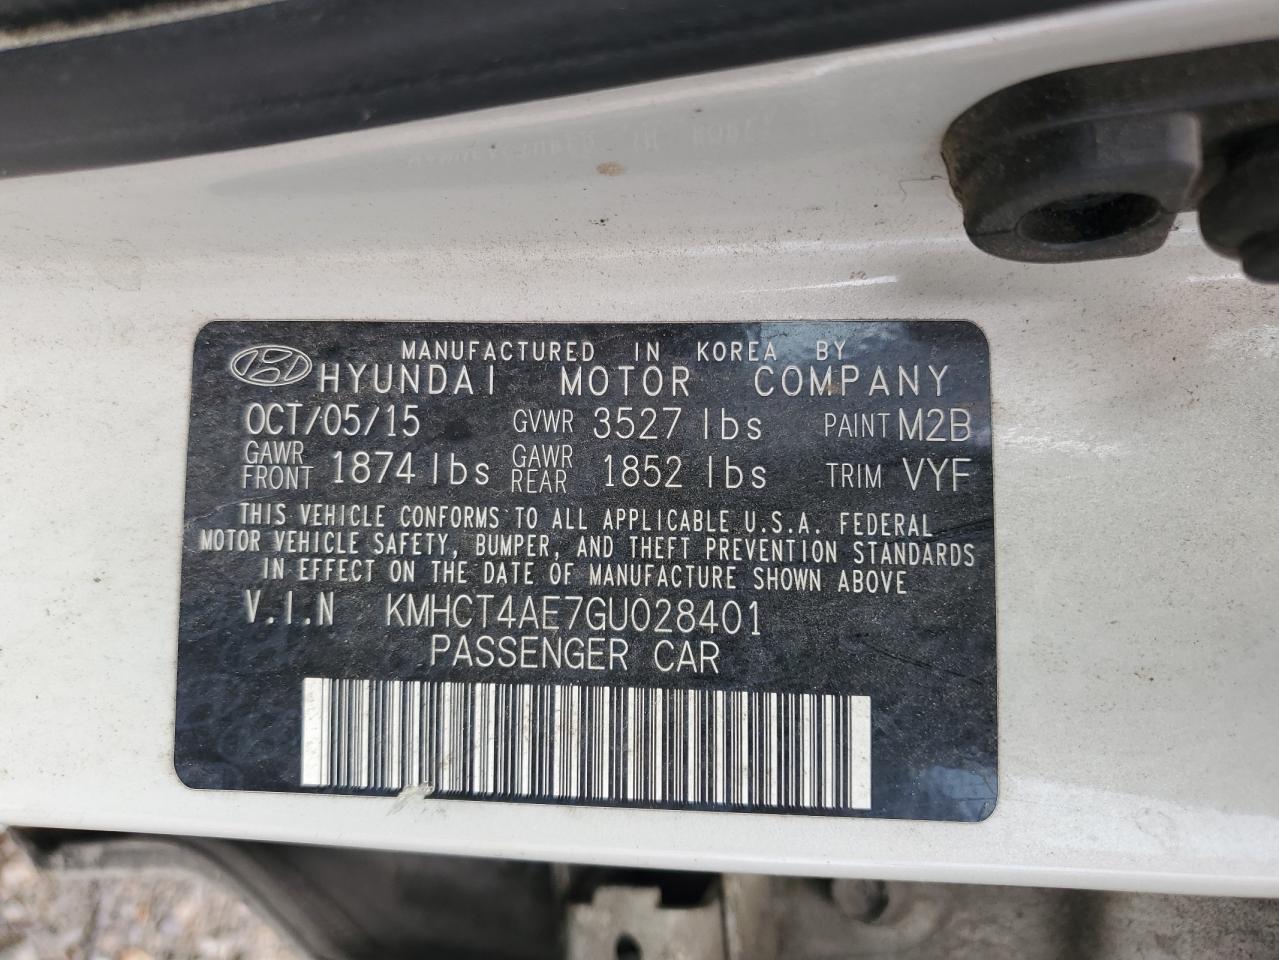 MANUFACTURED IN KOREA BY
HYUNDAI MOTOR COMPANY
OCT/05/15 GVWR 3527 lbs PAINT M2B
GAWR FRONT 1874 lbs GAWR REAR 1852 lbs TRIM VYF
THIS VEHICLE CONFORMS TO ALL APPLICABLE U.S.A. FEDERAL
MOTOR VEHICLE SAFETY, BUMPER, AND THEFT PREVENTION STANDARDS
IN EFFECT ON THE DATE OF MANUFACTURE SHOWN ABOVE
V.I.N KMHCT4AE7GU028401
PASSENGER CAR